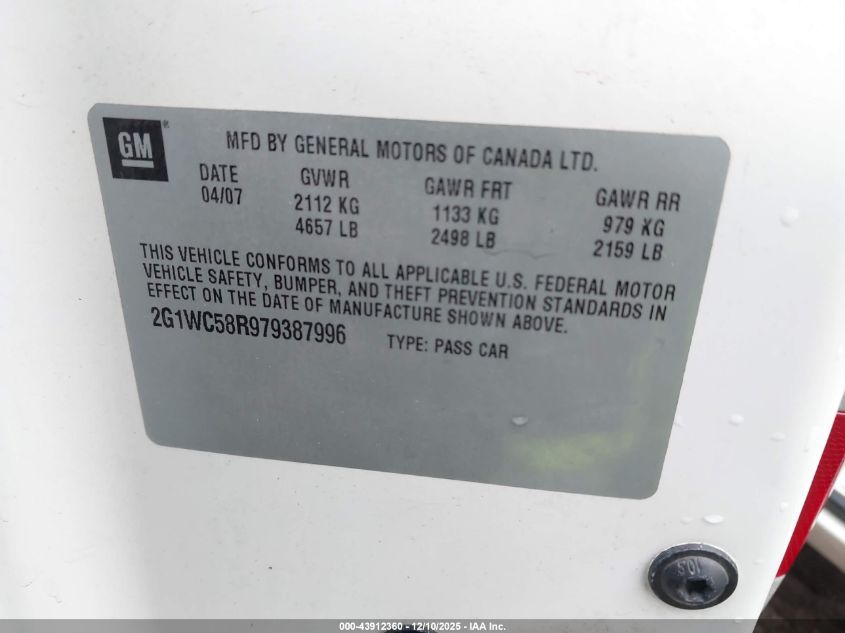 GM®
MFD BY GENERAL MOTORS OF CANADA LTD.
DATE GVWR GAWR FRT GAWR RR
04/07 2112 KG 1133 KG 979 KG
4657 LB 2498 LB 2159 LB
THIS VEHICLE CONFORMS TO ALL APPLICABLE U.S. FEDERAL MOTOR
VEHICLE SAFETY, BUMPER, AND THEFT PREVENTION STANDARDS IN
EFFECT ON THE DATE OF MANUFACTURE SHOWN ABOVE.
2G1WC58R979387996 TYPE: PASS CAR
10.9
000-43912360 - 12/10/2025 - IAA Inc.